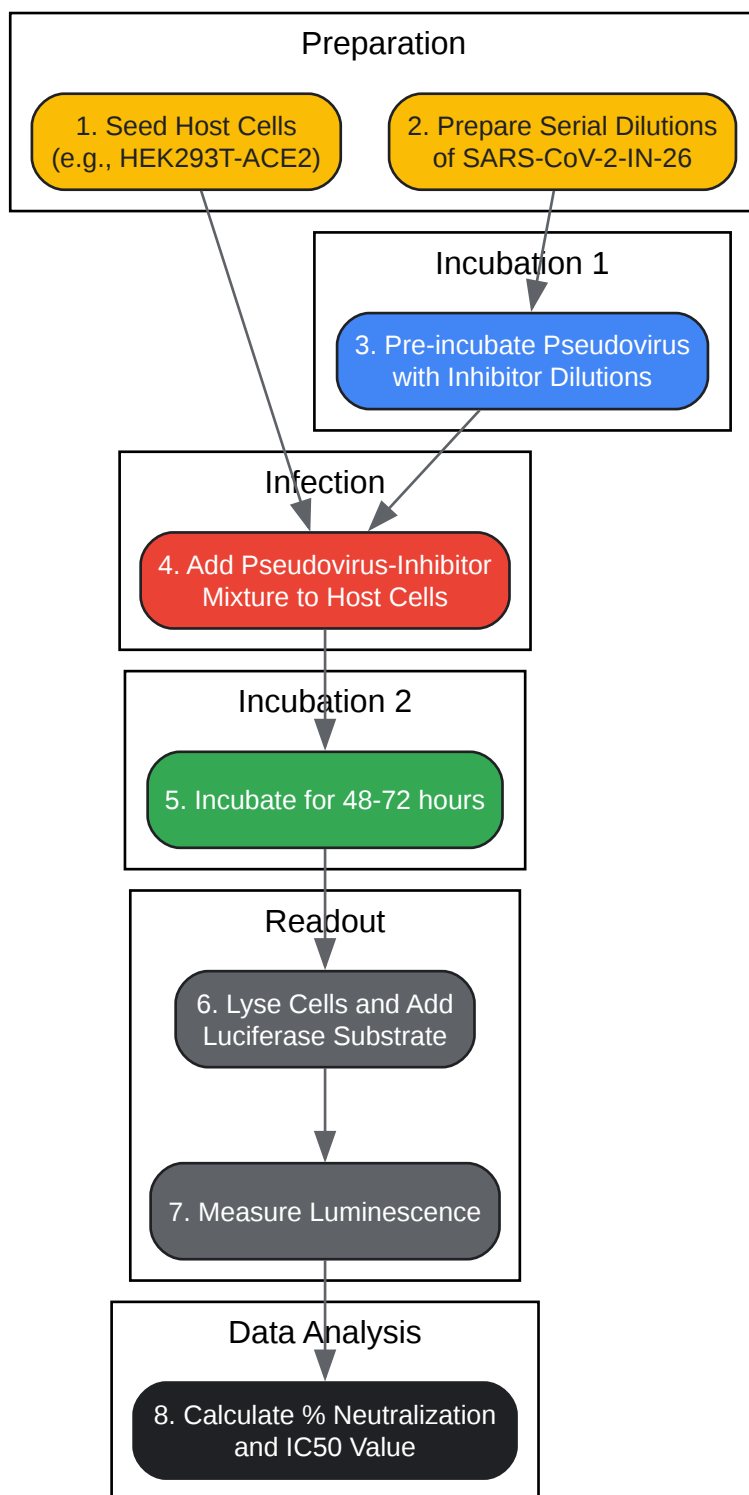 Preparation
1. Seed Host Cells
(e.g., HEK293T-ACE2)
2. Prepare Serial Dilutions
of SARS-CoV-2-IN-26
Incubation 1
3. Pre-incubate Pseudovirus
with Inhibitor Dilutions
Infection
4. Add Pseudovirus-Inhibitor
Mixture to Host Cells
Incubation 2
5. Incubate for 48-72 hours
Readout
6. Lyse Cells and Add
Luciferase Substrate
7. Measure Luminescence
Data Analysis
8. Calculate % Neutralization
and IC50 Value